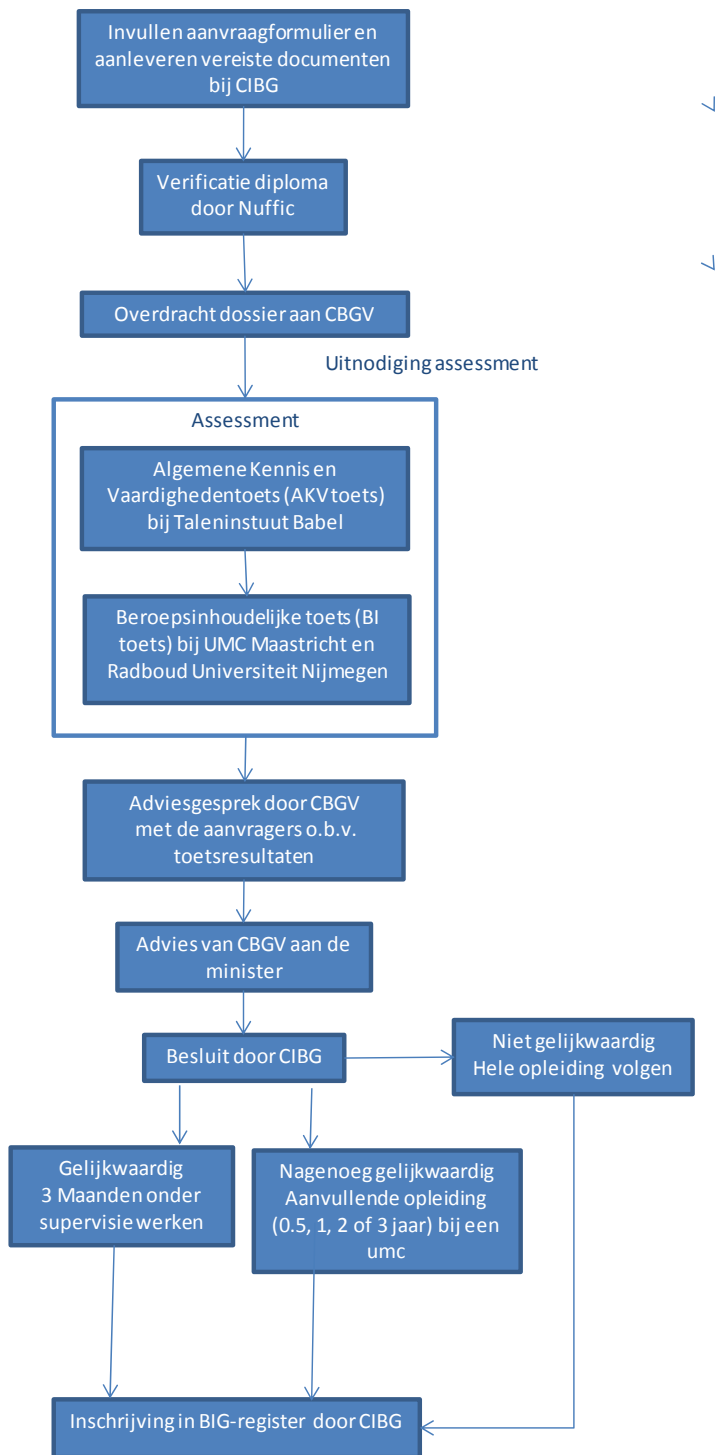 Invullen aanvraagformulier en
aanleveren vereiste documenten
bij CIBG
Verificatie diploma
door Nuffic
Overdracht dossier aan CBGV
Uitnodiging assessment
Assessment
Algemene Kennis en
Vaardighedentoets (AKV toets)
bij Taleninstuut Babel
Beroepsinhoudelijke toets (BI
toets) bij UMC Maastricht en
Radboud Universiteit Nijmegen
Adviesgesprek door CBGV
met de aanvragers o.b.v.
toetsresultaten
Advies van CBGV aan de
minister
Besluit door CIBG
Niet gelijkwaardig
Hele opleiding volgen
Gelijkwaardig
3 Maanden onder
supervisie werken
Nagenoeg gelijkwaardig
Aanvullende opleiding
(0.5, 1, 2 of 3 jaar) bij een
umc
Inschrijving in BIG-register door CIBG